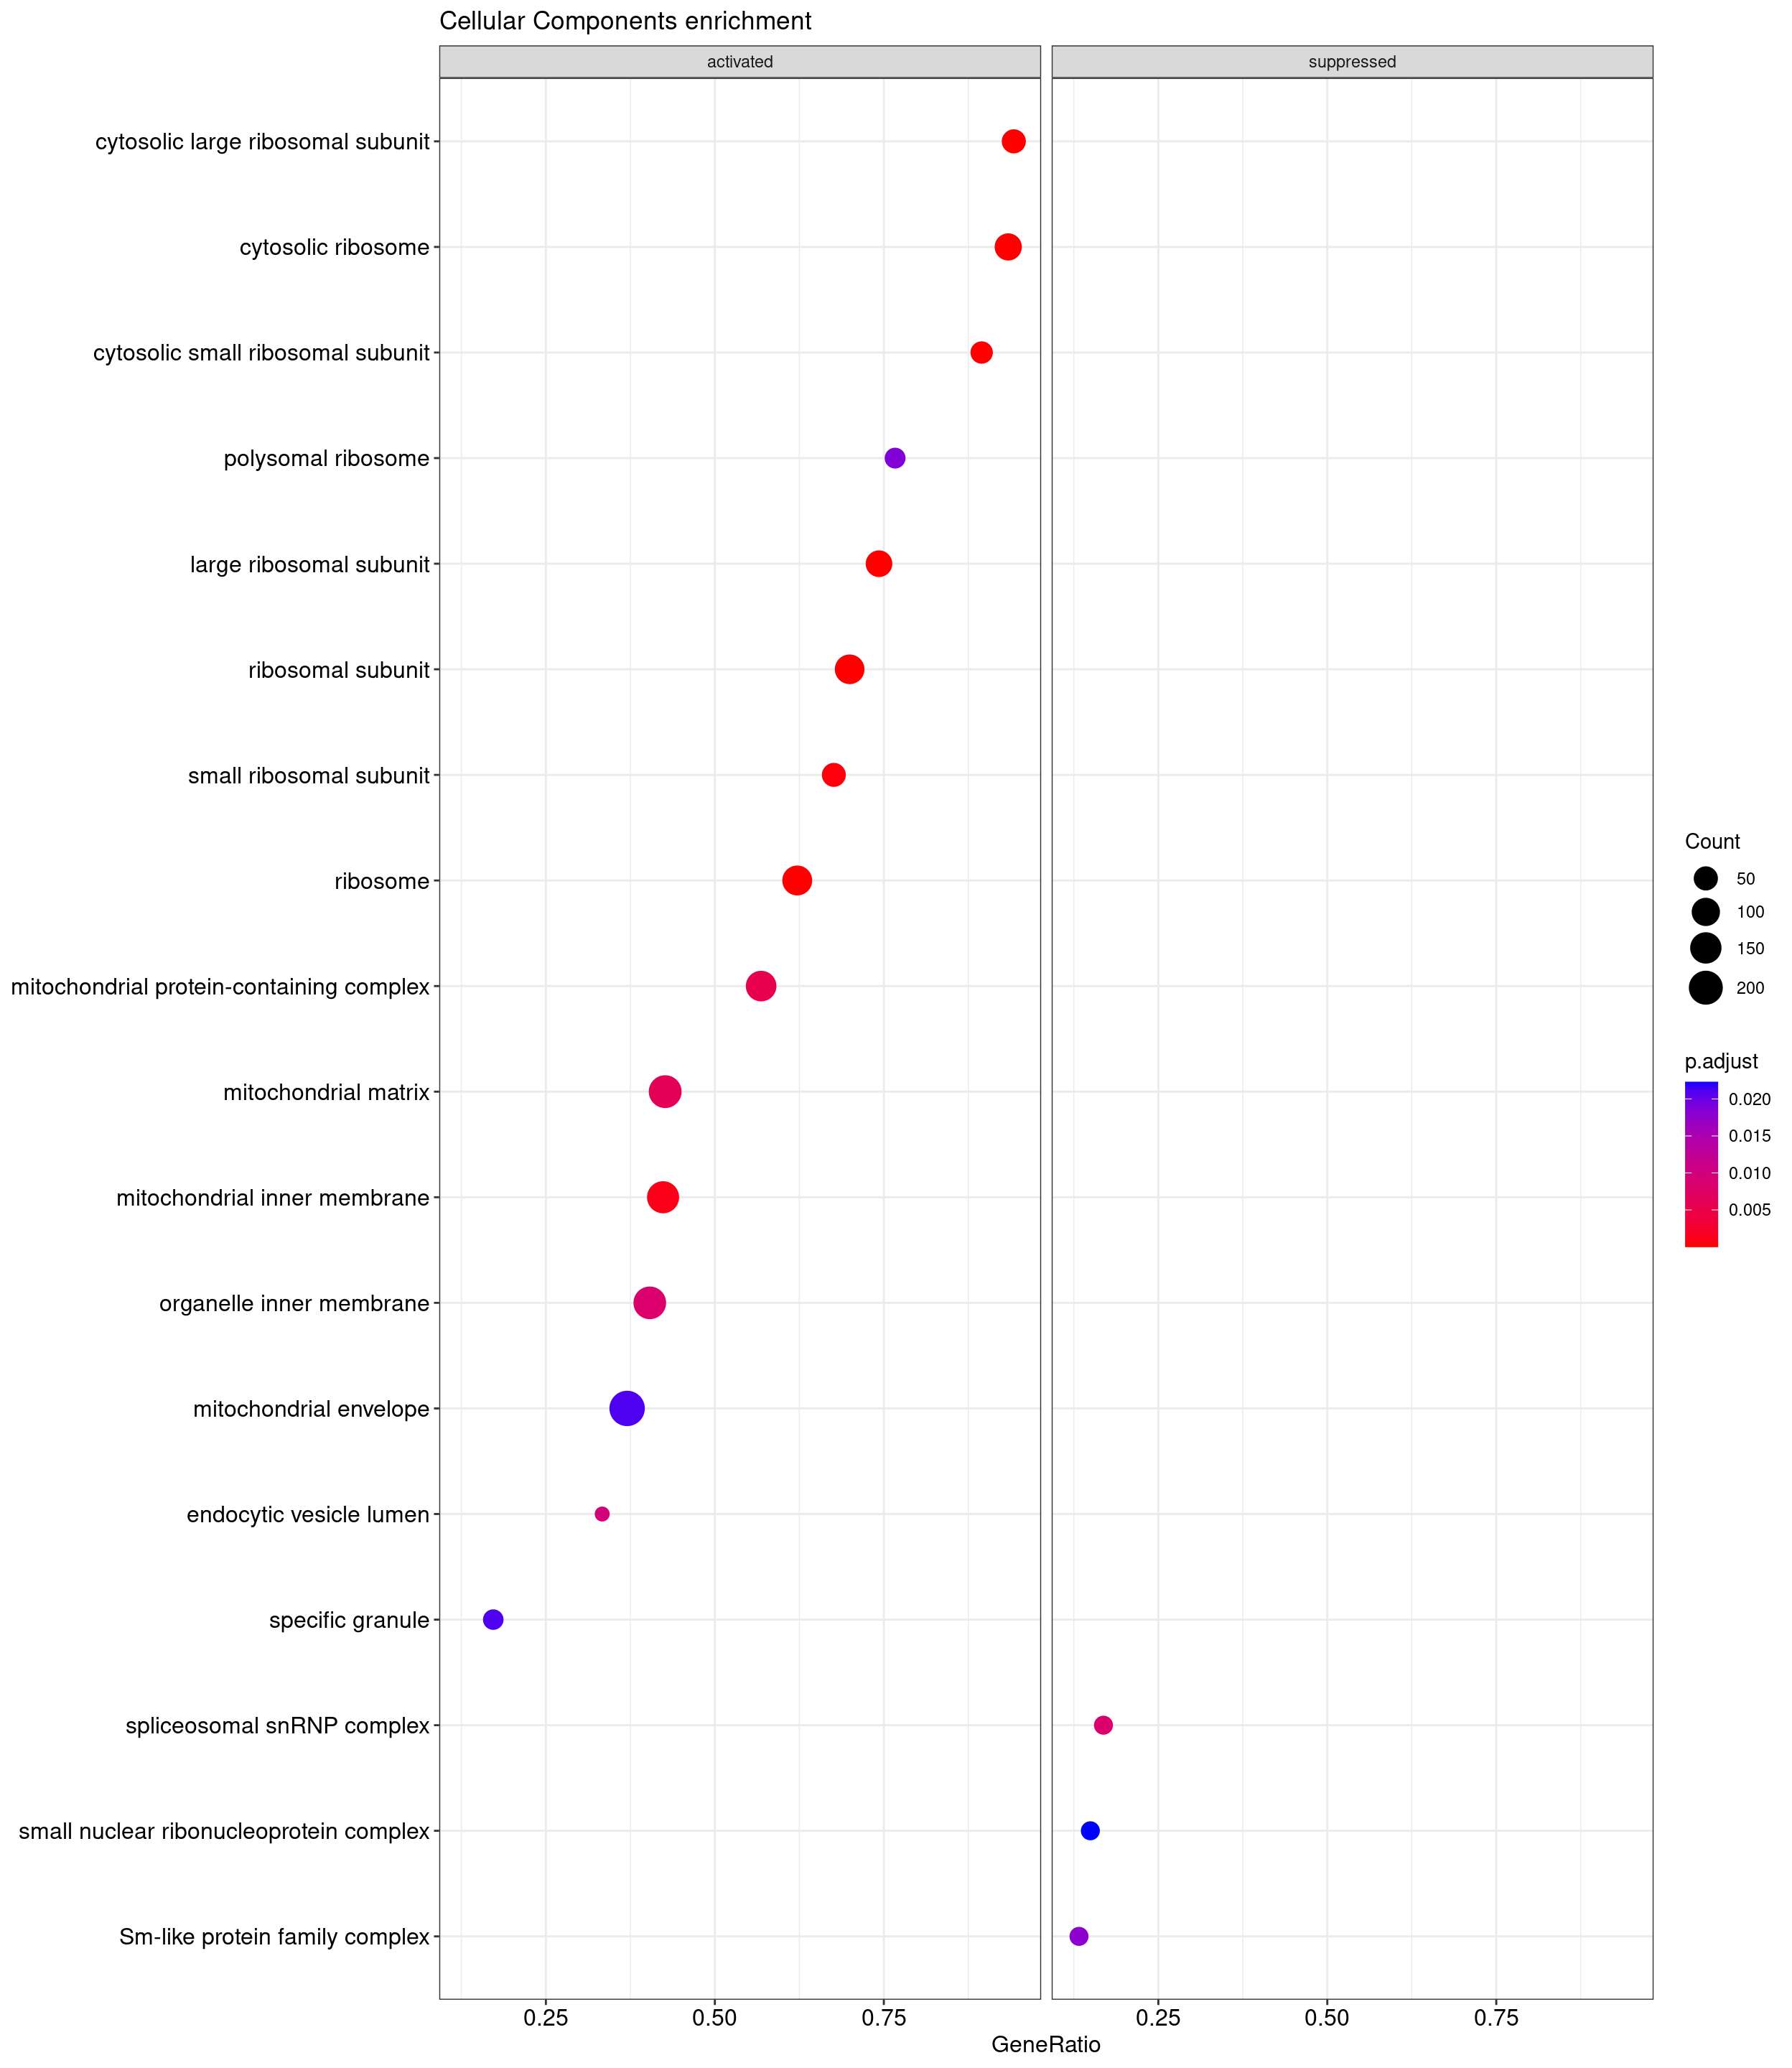 Cellular Components enrichment
activated
suppressed
cytosolic large ribosomal subunit
cytosolic ribosome
cytosolic small ribosomal subunit
polysomal ribosome
large ribosomal subunit
ribosomal subunit
small ribosomal subunit
ribosome
mitochondrial protein-containing complex
mitochondrial matrix
mitochondrial inner membrane
organelle inner membrane
mitochondrial envelope
endocytic vesicle lumen
specific granule
spliceosomal snRNP complex
small nuclear ribonucleoprotein complex
Sm-like protein family complex
0.25 0.50 0.75
0.25 0.50 0.75
GeneRatio
Count
50
100
150
200
p.adjust
0.020
0.015
0.010
0.005